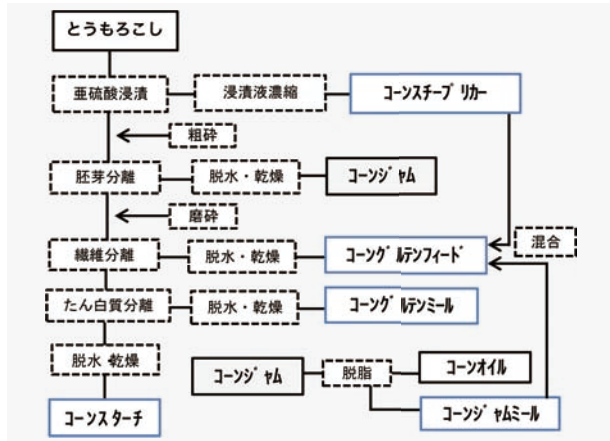 とうもろこし
亜硫酸浸漬
浸漬液濃縮
コーンスチープリカー
粗砕
胚芽分離
脱水・乾燥
コーンジャム
磨砕
繊維分離
脱水・乾燥
コーングルテンフィード
混合
たん白質分離
脱水・乾燥
コーングルテンミール
脱水・乾燥
コーンジャム
脱脂
コーンオイル
コーンスターチ
コーンジャムミール